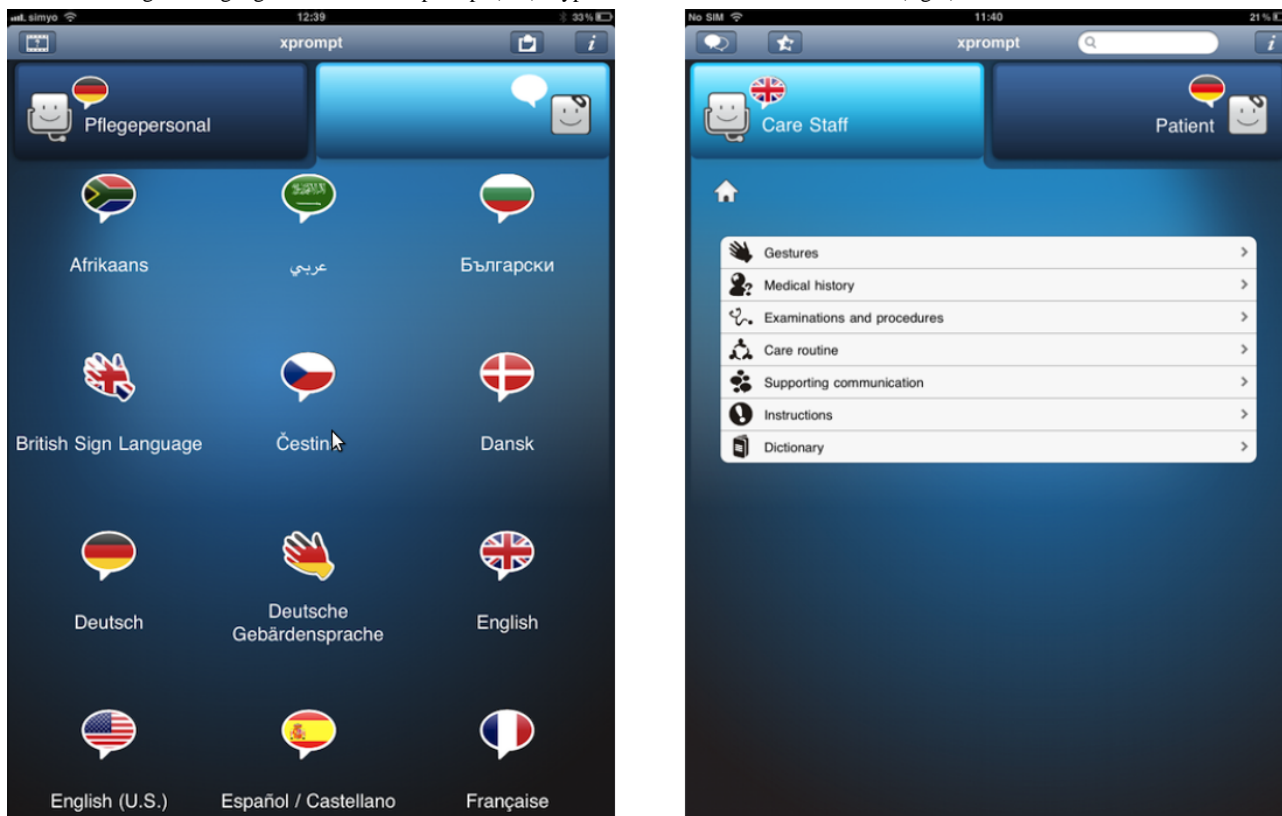 simyo
12:39
33%
xprompt
i
Pflegepersonal
Afrikaans
عربي
Български
British Sign Language
Dansk
Deutsch
Deutsche
Gebärdensprache
English
English (U.S.)
Español / Castellano
Française
No SIM
11:40
21%
xprompt
i
Care Staff
Patient
Gestures
Medical history
Examinations and procedures
Care routine
Supporting communication
Instructions
Dictionary